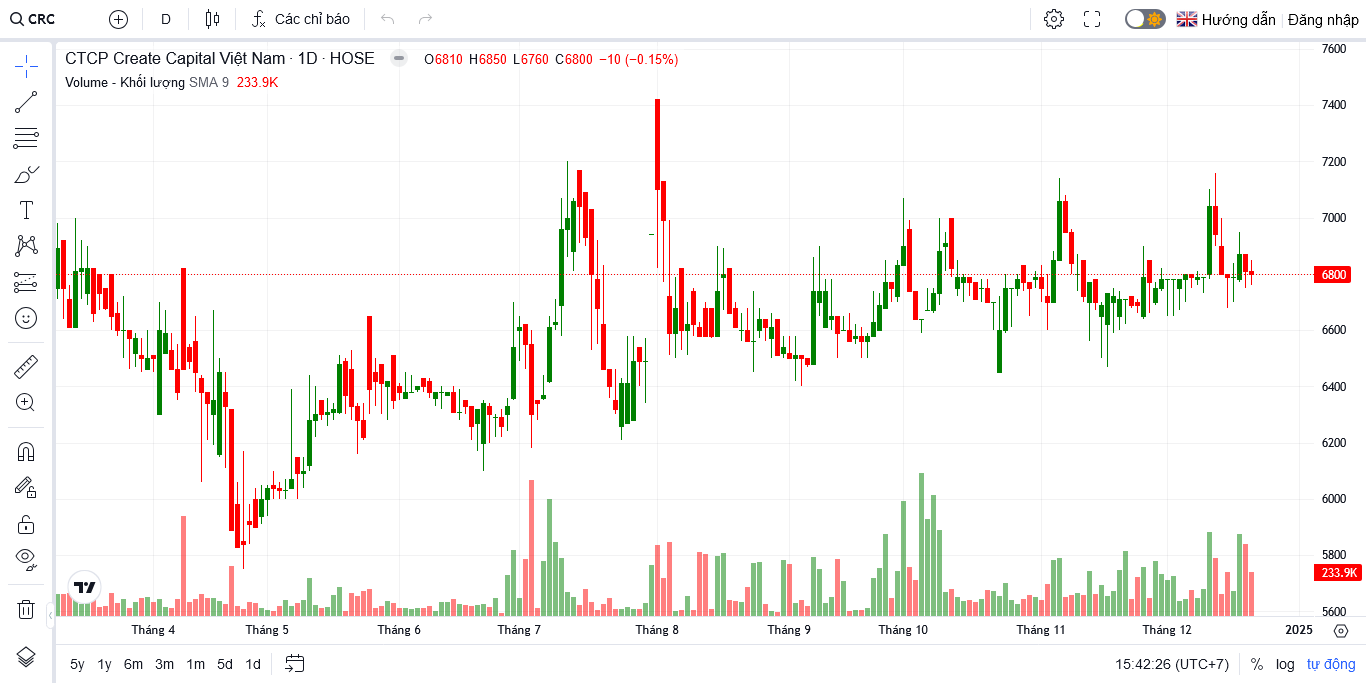 CRC D Các chỉ báo Hướng dẫn Đăng nhập
CTCP Create Capital Việt Nam · 1D · HOSE O6810 H6850 L6760 C6800 −10 (−0.15%)
Volume - Khối lượng SMA 9 233.9K
7600
7400
7200
7000
6800
6600
6400
6200
6000
5800
233.9K
5600
Tháng 4 Tháng 5 Tháng 6 Tháng 7 Tháng 8 Tháng 9 Tháng 10 Tháng 11 Tháng 12 2025
5y 1y 6m 3m 1m 5d 1d 15:42:26 (UTC+7) % log tự động